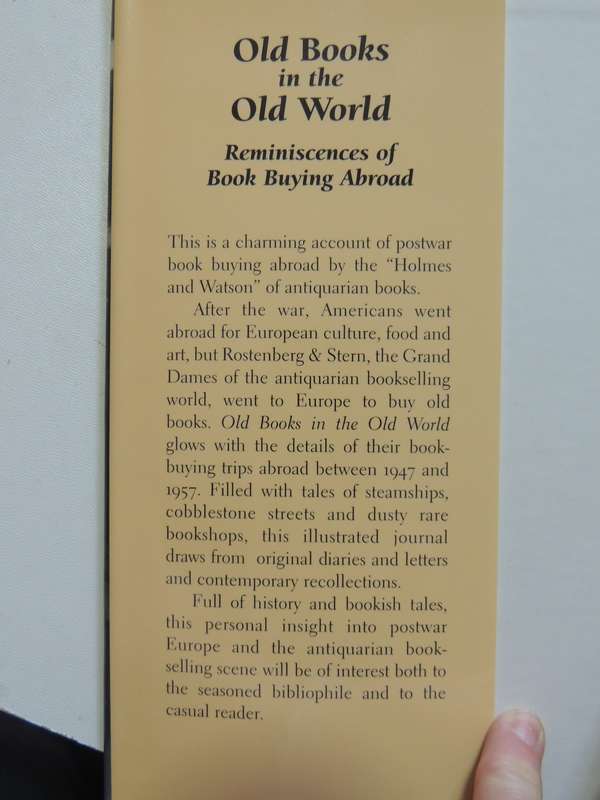 Old Books
in the
Old World
Reminiscences of
Book Buying Abroad
This is a charming account of postwar
book buying abroad by the “Holmes
and Watson” of antiquarian books.
After the war, Americans went
abroad for European culture, food and
art, but Rostenberg & Stern, the Grand
Dames of the antiquarian bookselling
world, went to Europe to buy old
books. Old Books in the Old World
glows with the details of their book-
buying trips abroad between 1947 and
1957. Filled with tales of steamships,
cobblestone streets and dusty rare
bookshops, this illustrated journal
draws from original diaries and letters
and contemporary recollections.
Full of history and bookish tales,
this personal insight into postwar
Europe and the antiquarian book-
selling scene will be of interest both to
the seasoned bibliophile and to the
casual reader.